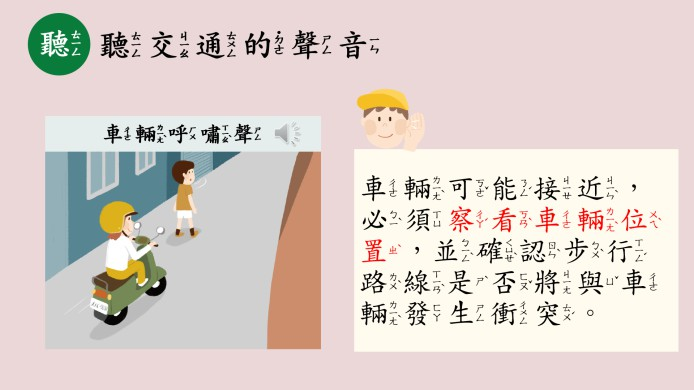 聽 聽交通的聲音
車輛呼嘯聲
車輛可能接近，
必須察看車輛位
置，並確認步行
路線是否將與車
輛發生衝突。